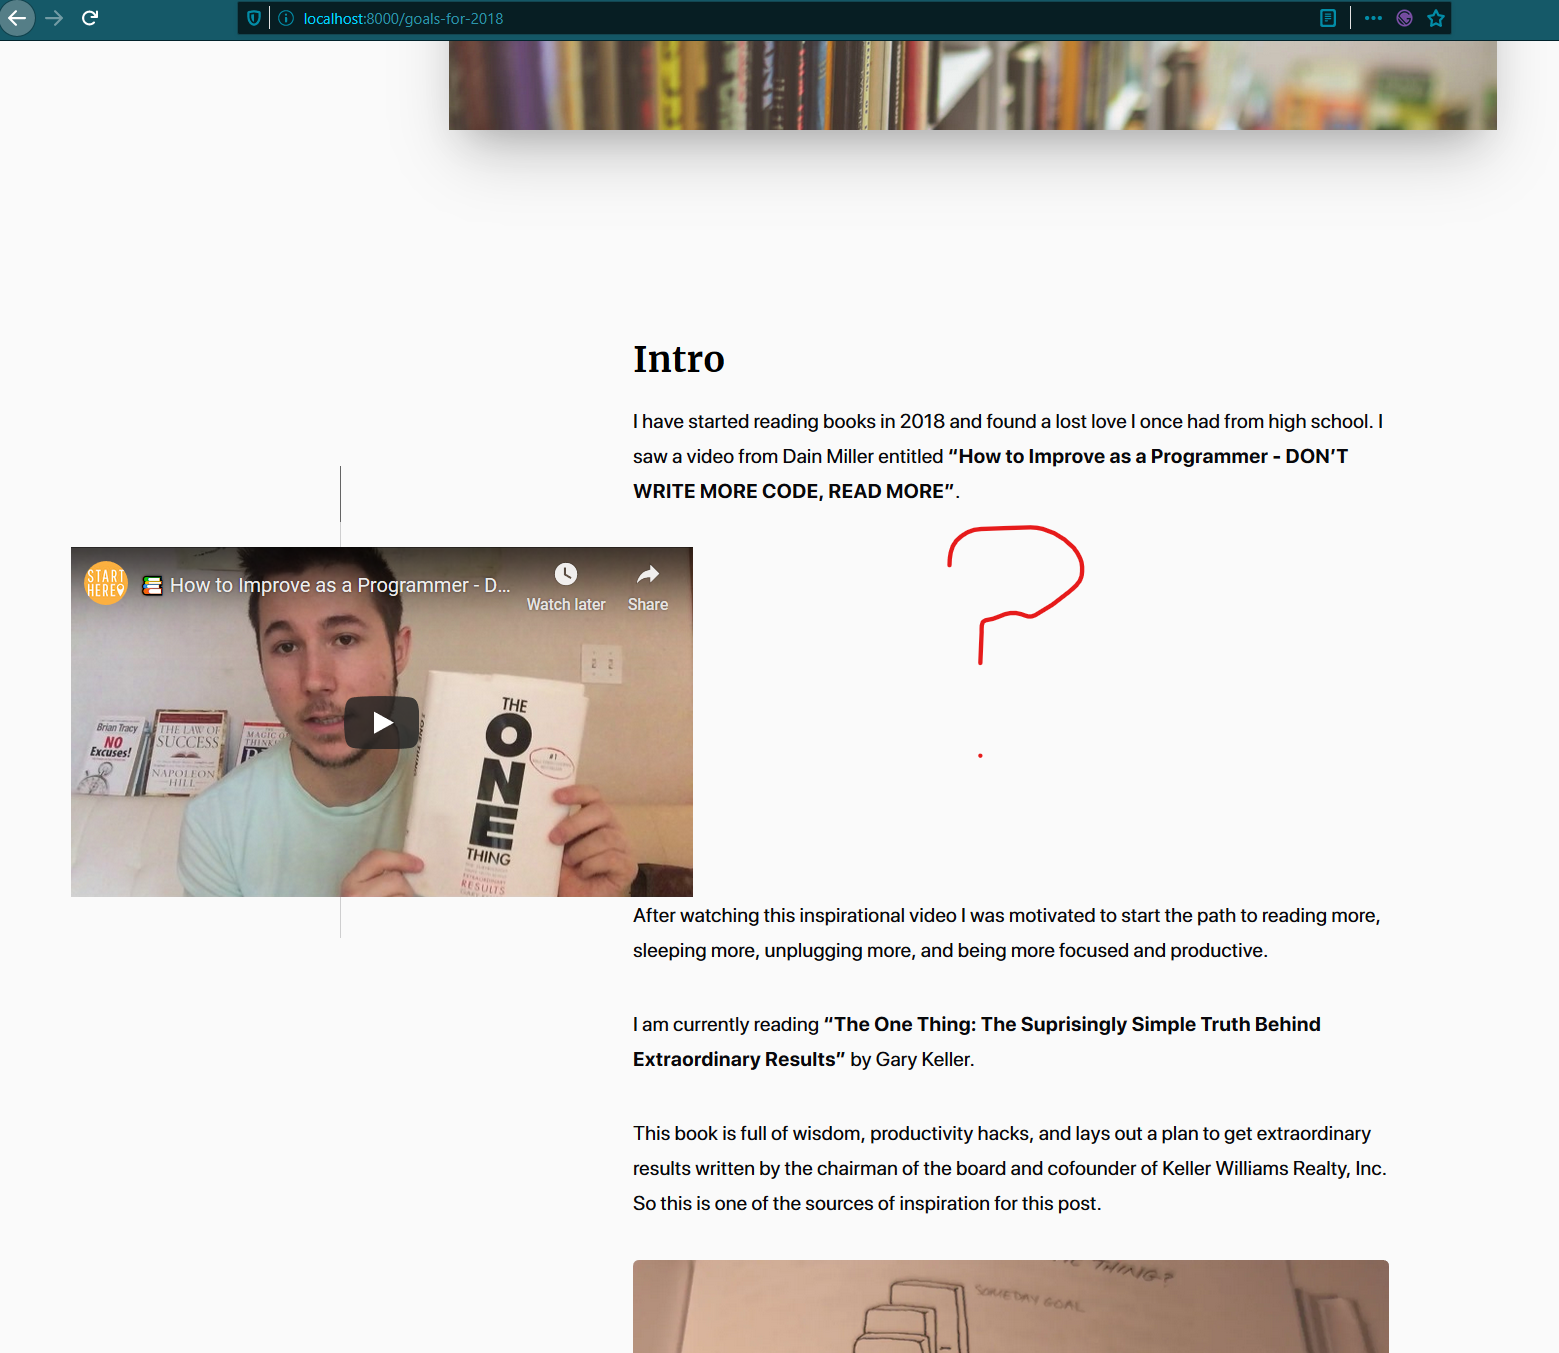 localhost:8000/goals-for-2018
Intro
I have started reading books in 2018 and found a lost love I once had from high school. I
saw a video from Dain Miller entitled “How to Improve as a Programmer - DON’T
WRITE MORE CODE, READ MORE”.
START
HERE
How to Improve as a Programmer - D...
Watch later
Share
Brian Tracy
NO
Excuses!
THE LAW OF
SUCCESS
NAPOLEON
HILL
MAGIC OF
THE
ONE
THING
#1
EXTRAORDINARY
RESULTS
?
After watching this inspirational video I was motivated to start the path to reading more,
sleeping more, unplugging more, and being more focused and productive.
I am currently reading “The One Thing: The Suprisingly Simple Truth Behind
Extraordinary Results” by Gary Keller.
This book is full of wisdom, productivity hacks, and lays out a plan to get extraordinary
results written by the chairman of the board and cofounder of Keller Williams Realty, Inc.
So this is one of the sources of inspiration for this post.
THING?
SOMEDAY GOAL